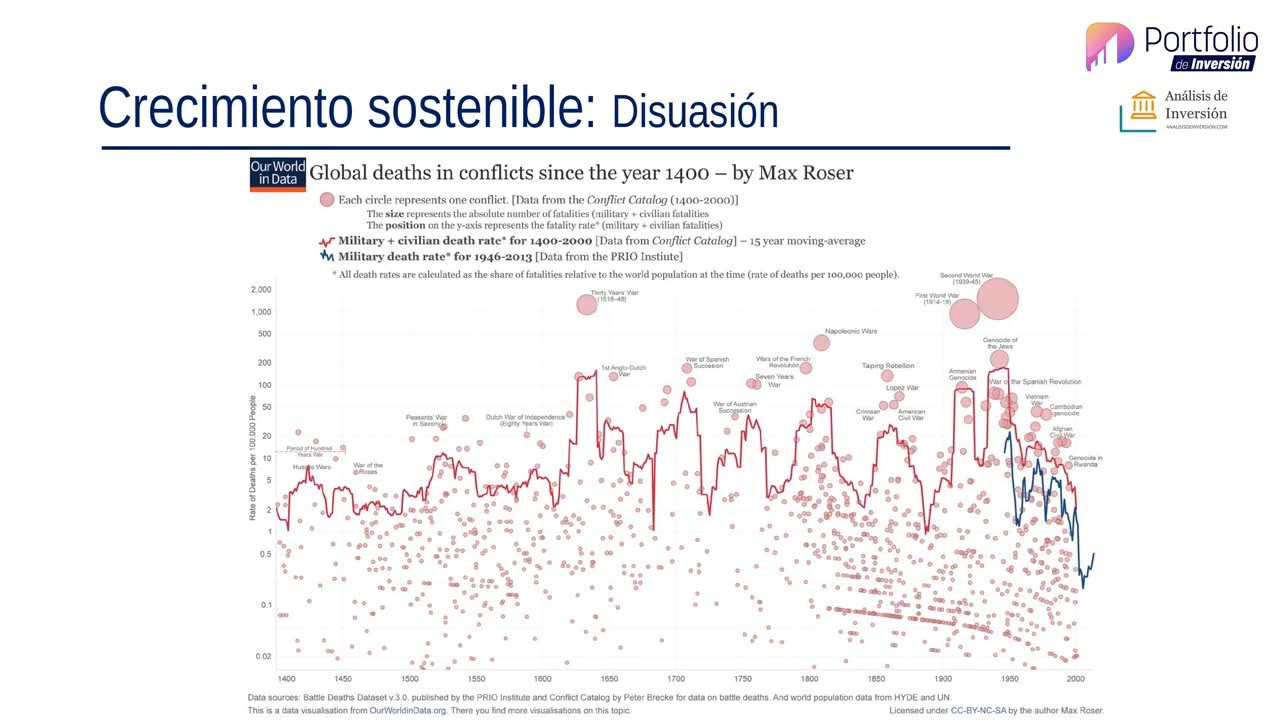 Portfolio
de Inversión
Análisis de
Inversión
ANALISISDEINVERSION.COM
Crecimiento sostenible: Disuasión
Our World
in Data
Global deaths in conflicts since the year 1400 – by Max Roser
Each circle represents one conflict. [Data from the Conflict Catalog (1400-2000)]
The size represents the absolute number of fatalities (military + civilian fatalities
The position on the y-axis represents the fatality rate* (military + civilian fatalities)
Military + civilian death rate* for 1400-2000 [Data from Conflict Catalog] – 15 year moving-average
Military death rate* for 1946-2013 [Data from the PRIO Instiute]
* All death rates are calculated as the share of fatalities relative to the world population at the time (rate of deaths per 100,000 people).
Second World War
(1939-45)
First World War
(1914-18)
Thirty Years' War
(1618-48)
Napoleonic Wars
Genocide of
the Jews
1st Anglo-Dutch
War
War of Spanish
Succession
Wars of the French
Revolution
Seven Years
War
Taiping Rebellion
Armenian
Genocide
War of the Spanish Revolution
Lopez War
Vietnam
War
War of Austrian
Succession
Crimean
War
American
Civil War
Cambodian
genocide
Peasants' War
in Saxony
Dutch War of Independence
(Eighty Years War)
Afghan
Civil War
Period of Hundred
Years War
Hussite Wars
War of the
Roses
Genocide in
Rwanda
Rate of Deaths per 100,000 People
2,000
1,000
500
200
100
50
20
10
5
2
1
0.5
0.1
0.02
1400
1450
1500
1550
1600
1650
1700
1750
1800
1850
1900
1950
2000
Data sources: Battle Deaths Dataset v.3.0. published by the PRIO Institute and Conflict Catalog by Peter Brecke for data on battle deaths. And world population data from HYDE and UN.
This is a data visualisation from OurWorldinData.org. There you find more visualisations on this topic.
Licensed under CC-BY-NC-SA by the author Max Roser.